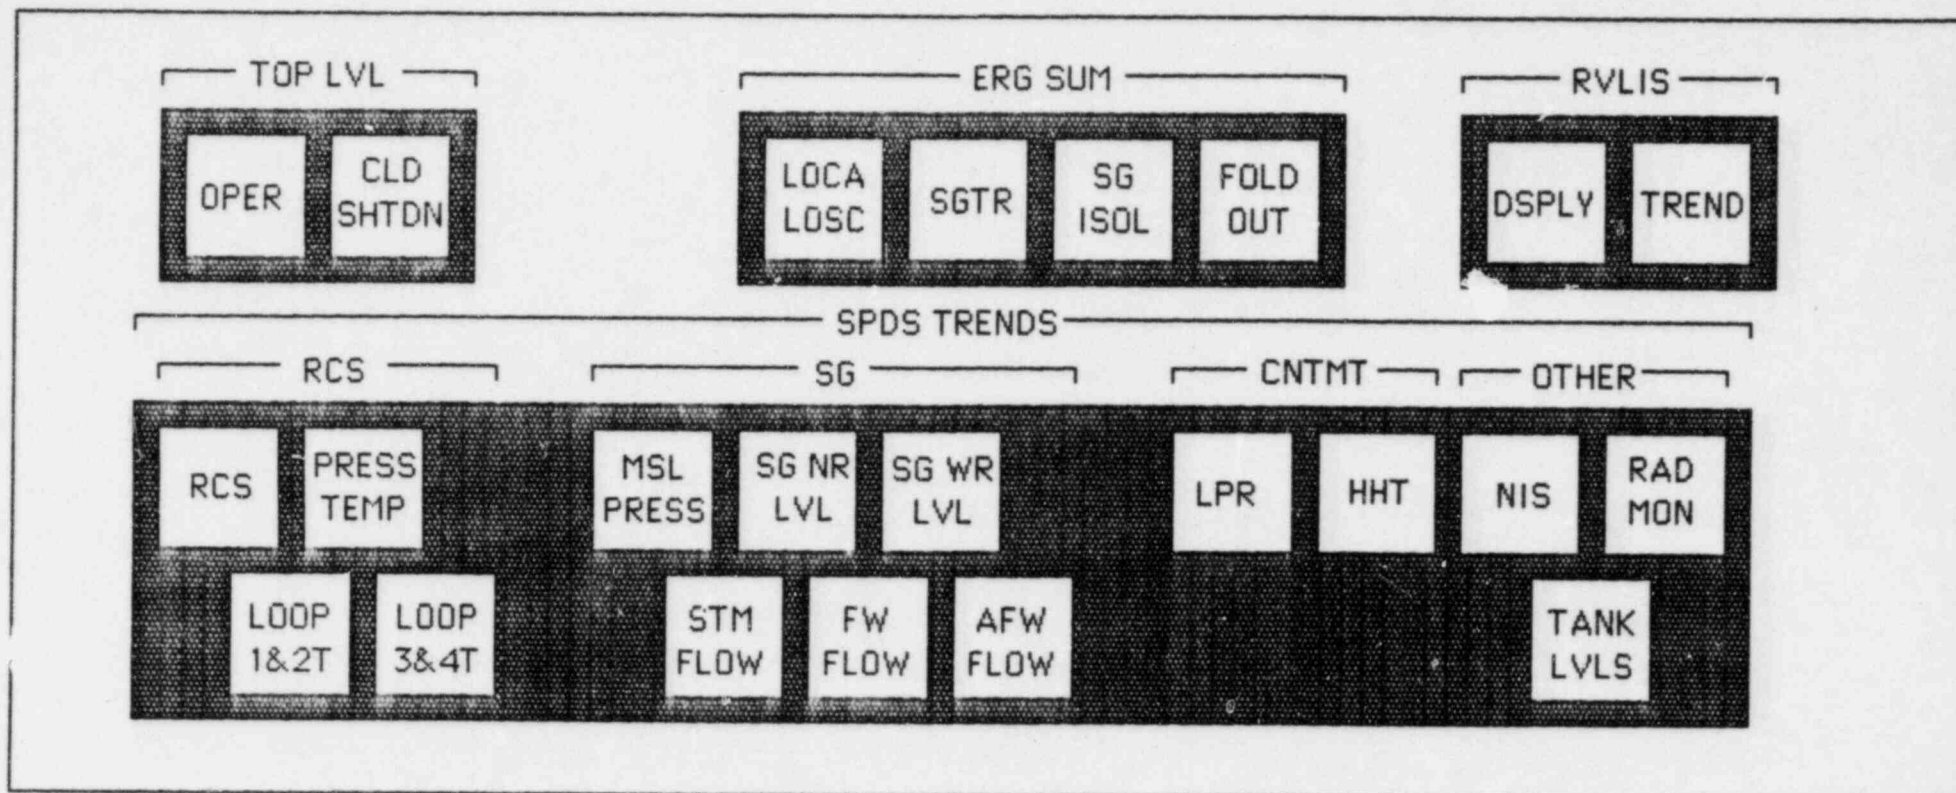 TOP LVL
ERG SUM
RVLIS
OPER
CLD
SHTDN
LOCA
LOSC
SGTR
SG
ISOL
FOLD
OUT
DSPLY
TREND
SPDS TRENDS
RCS
SG
CNTMT
OTHER
RCS
PRESS
TEMP
MSL
PRESS
SG NR
LVL
SG WR
LVL
LPR
HHT
NIS
RAD
MON
LOOP
1&2T
LOOP
3&4T
STM
FLOW
FW
FLOW
AFW
FLOW
TANK
LVLS